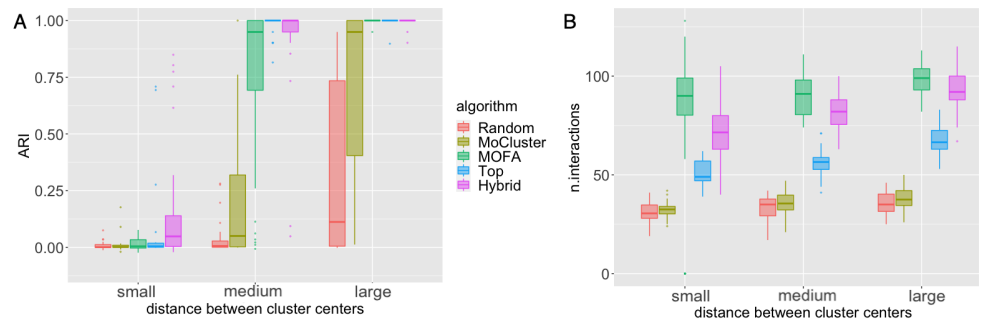 A
1.00
0.75
0.50
0.25
0.00
ARI
small
medium
large
distance between cluster centers
algorithm
Random
MoCluster
MOFA
Top
Hybrid
B
100
50
0
n.interactions
small
medium
large
distance between cluster centers